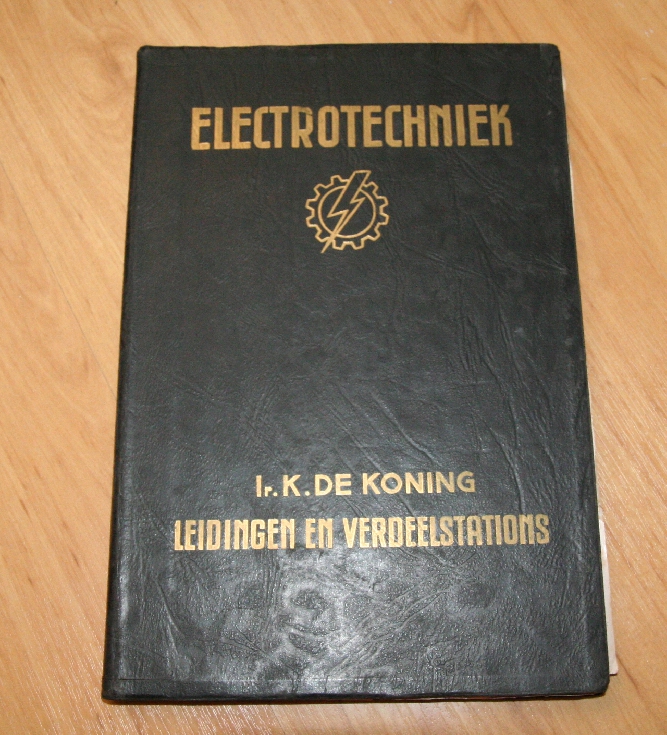 ELECTROTECHNIEK
Ir. K. DE KONING
LEIDINGEN EN VERDEELSTATIONS